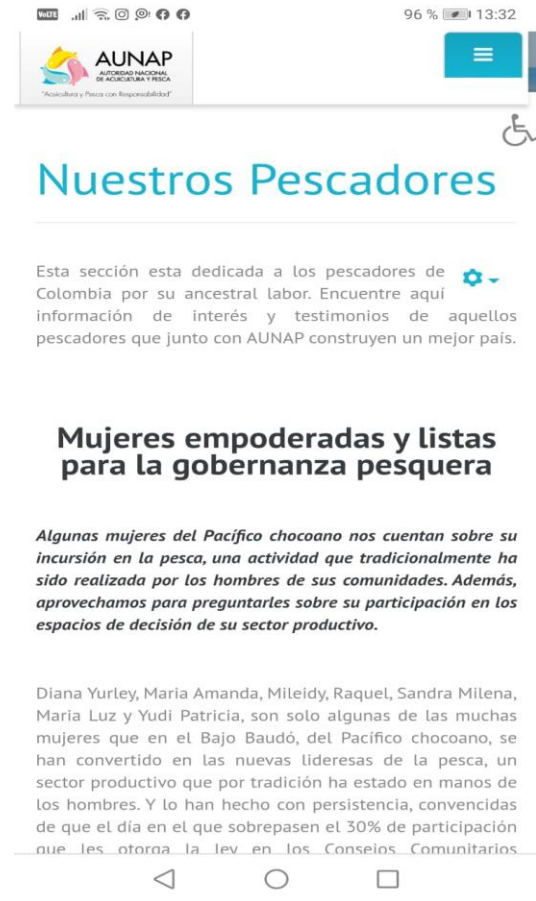 VoLTE
96 % 13:32
AUNAP
AUTORIDAD NACIONAL
DE ACUICULTURA Y PESCA
"Acuicultura y Pesca con Responsabilidad"
Nuestros Pescadores
Esta sección esta dedicada a los pescadores de
Colombia por su ancestral labor. Encuentre aquí
información de interés y testimonios de aquellos
pescadores que junto con AUNAP construyen un mejor país.
Mujeres empoderadas y listas
para la gobernanza pesquera
Algunas mujeres del Pacífico chocoano nos cuentan sobre su
incursión en la pesca, una actividad que tradicionalmente ha
sido realizada por los hombres de sus comunidades. Además,
aprovechamos para preguntarles sobre su participación en los
espacios de decisión de su sector productivo.
Diana Yurley, Maria Amanda, Mileidy, Raquel, Sandra Milena,
Maria Luz y Yudi Patricia, son solo algunas de las muchas
mujeres que en el Bajo Baudó, del Pacífico chocoano, se
han convertido en las nuevas lideresas de la pesca, un
sector productivo que por tradición ha estado en manos de
los hombres. Y lo han hecho con persistencia, convencidas
de que el día en el que sobrepasen el 30% de participación
que les otorga la ley en los Consejos Comunitarios